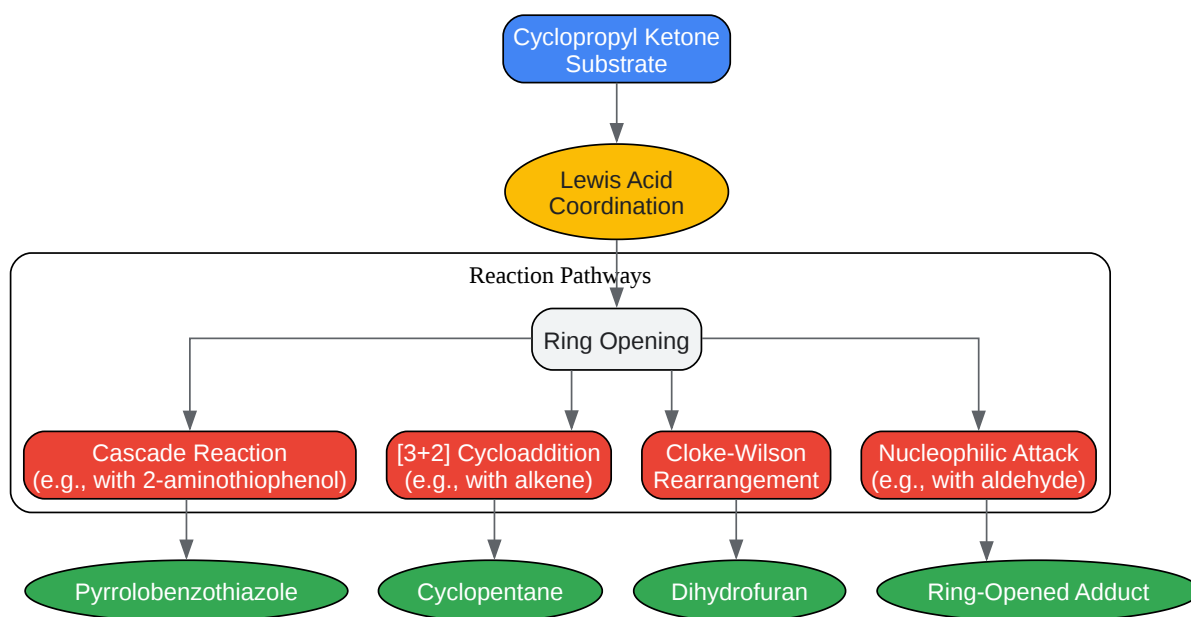 Cyclopropyl Ketone
Substrate
Lewis Acid
Coordination
Reaction Pathways
Ring Opening
Cascade Reaction
(e.g., with 2-aminothiophenol)
[3+2] Cycloaddition
(e.g., with alkene)
Cloke-Wilson
Rearrangement
Nucleophilic Attack
(e.g., with aldehyde)
Pyrrolobenzothiazole
Cyclopentane
Dihydrofuran
Ring-Opened Adduct